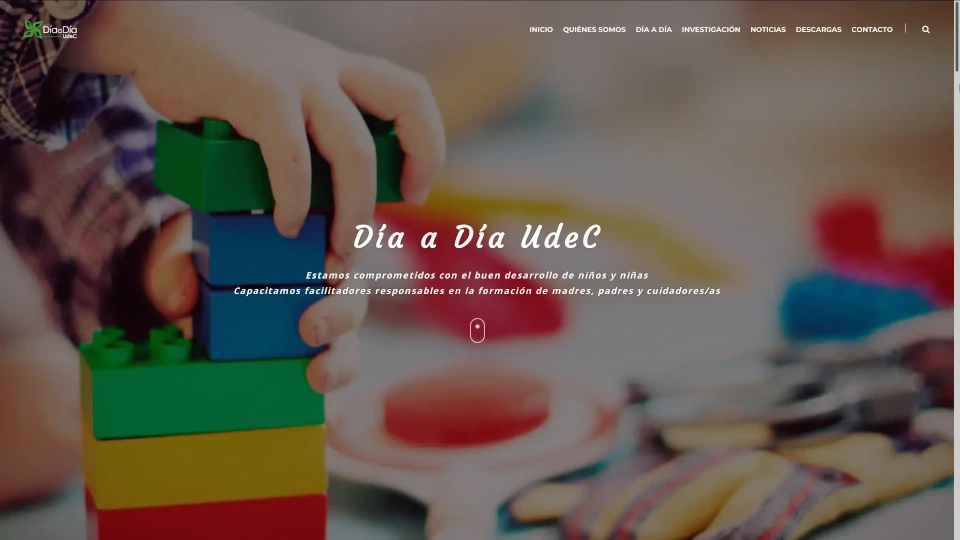 DíaaDía
UdeC
INICIO QUIÉNES SOMOS DÍA A DÍA INVESTIGACIÓN NOTICIAS DESCARGAS CONTACTO
Día a Día UdeC
Estamos comprometidos con el buen desarrollo de niños y niñas
Capacitamos facilitadores responsables en la formación de madres, padres y cuidadores/as